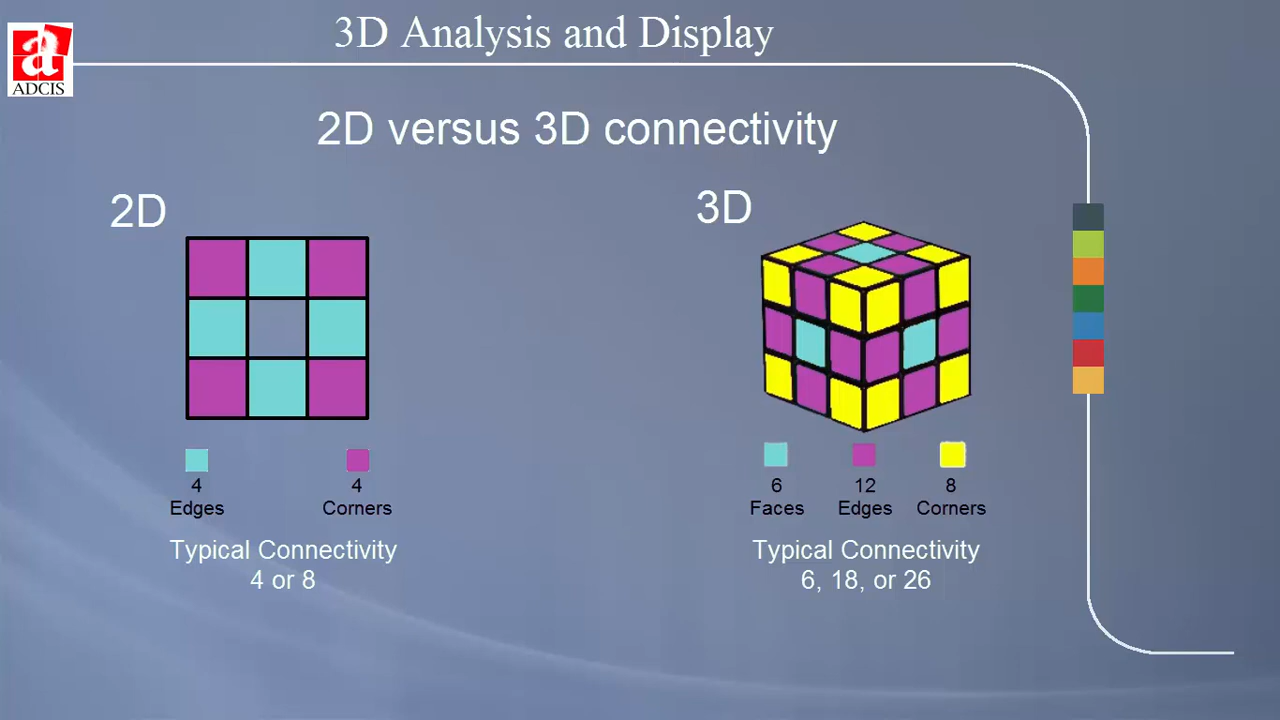 3D Analysis and Display
a
ADCIS
2D versus 3D connectivity
2D
4
Edges
4
Corners
Typical Connectivity
4 or 8
3D
6
Faces
12
Edges
8
Corners
Typical Connectivity
6, 18, or 26